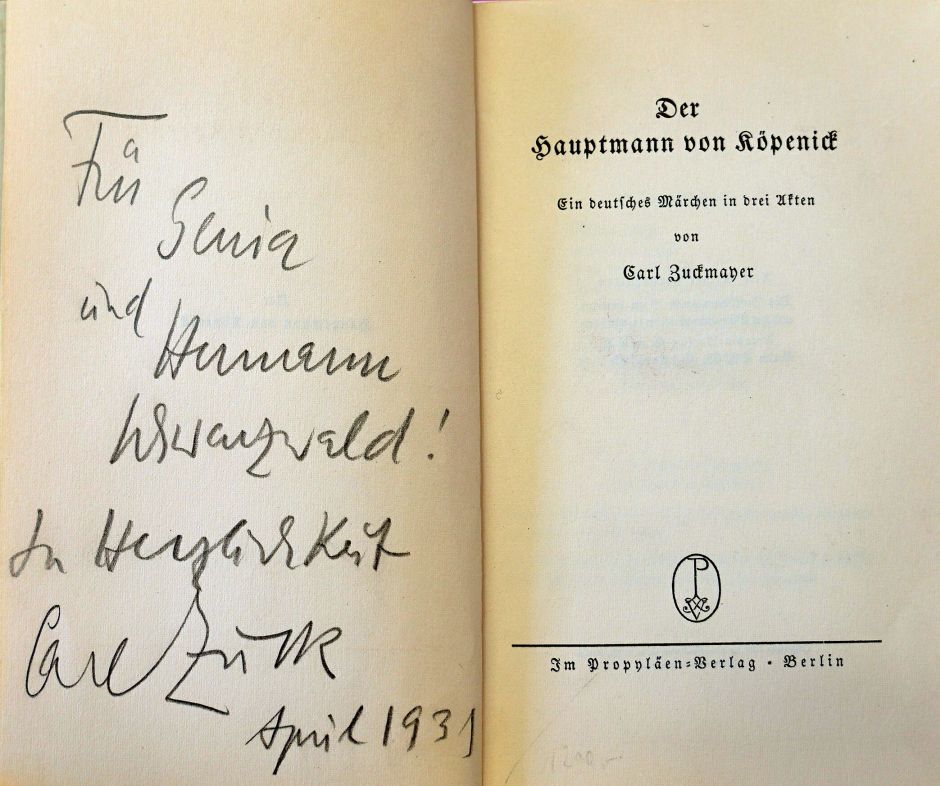 Für
Genia
und
Hermann
Schwarzwald!
In Herzlichkeit
Carl Zuck
April 1931
Der
Hauptmann von Köpenick
Ein deutsches Märchen in drei Akten
von
Carl Zuckmayer
P
Im Propyläen-Verlag • Berlin
1200,-